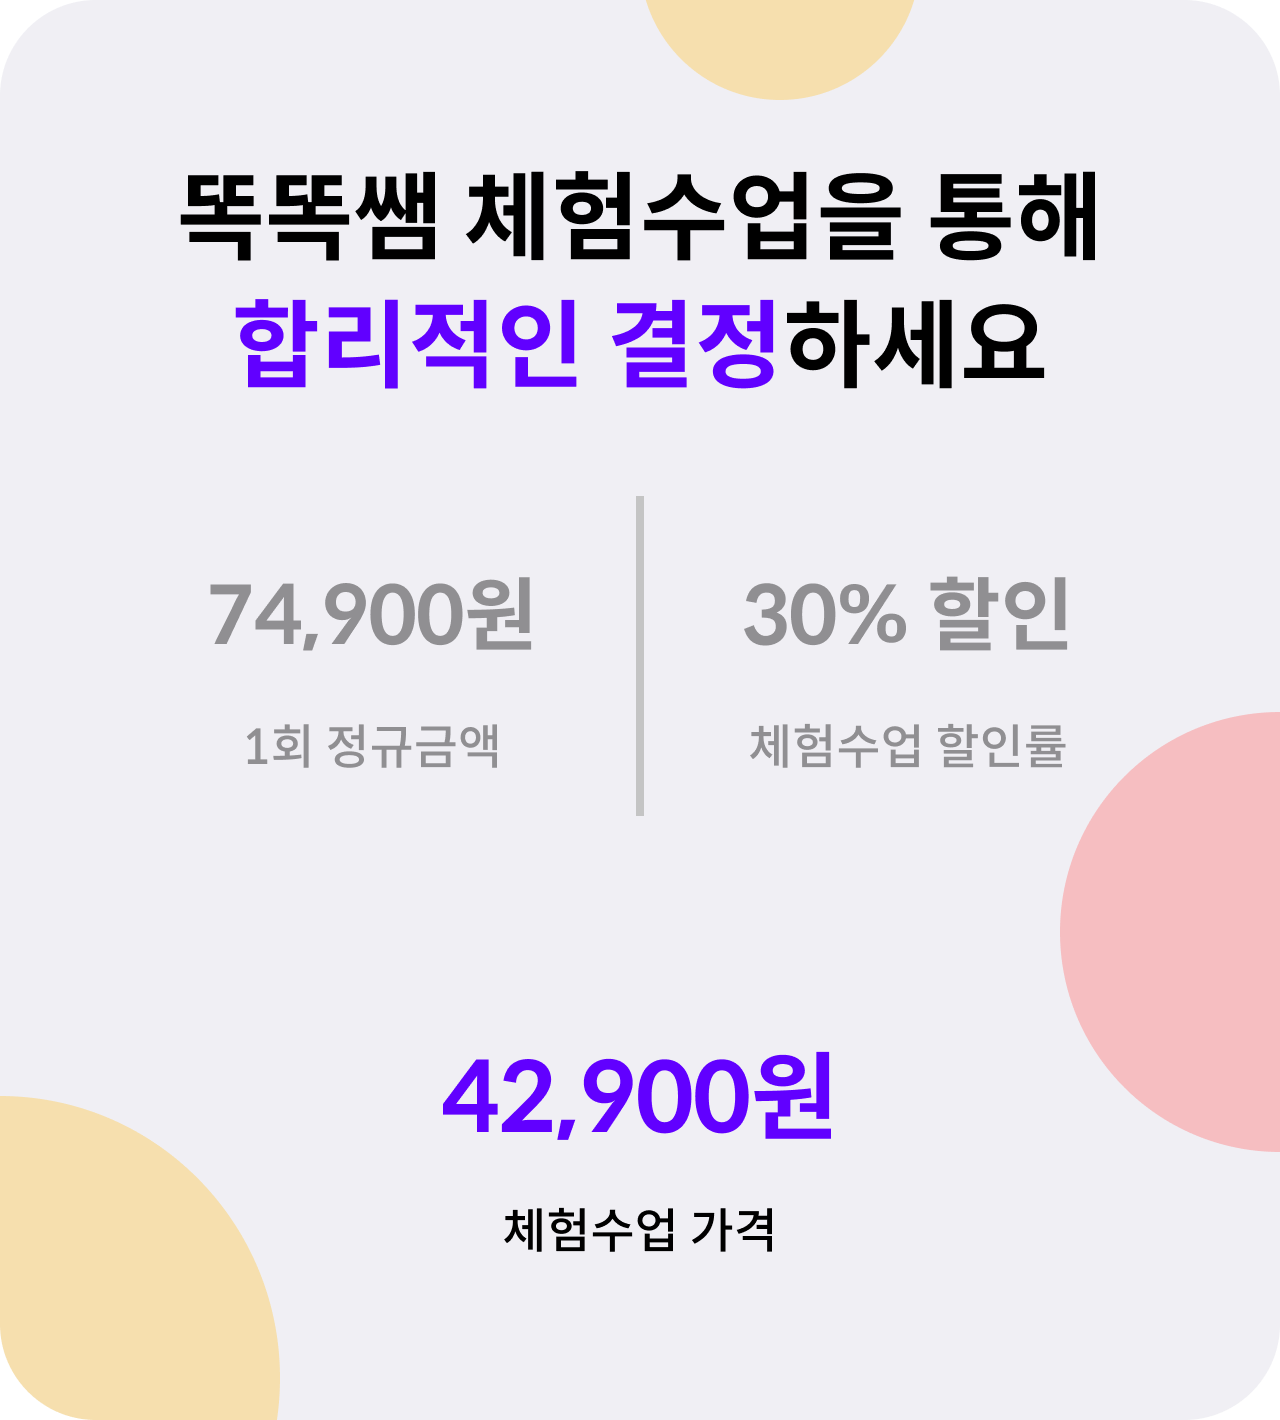 똑똑쌤 체험수업을 통해
합리적인 결정하세요
74,900원
1회 정규금액
30% 할인
체험수업 할인률
42,900원
체험수업 가격